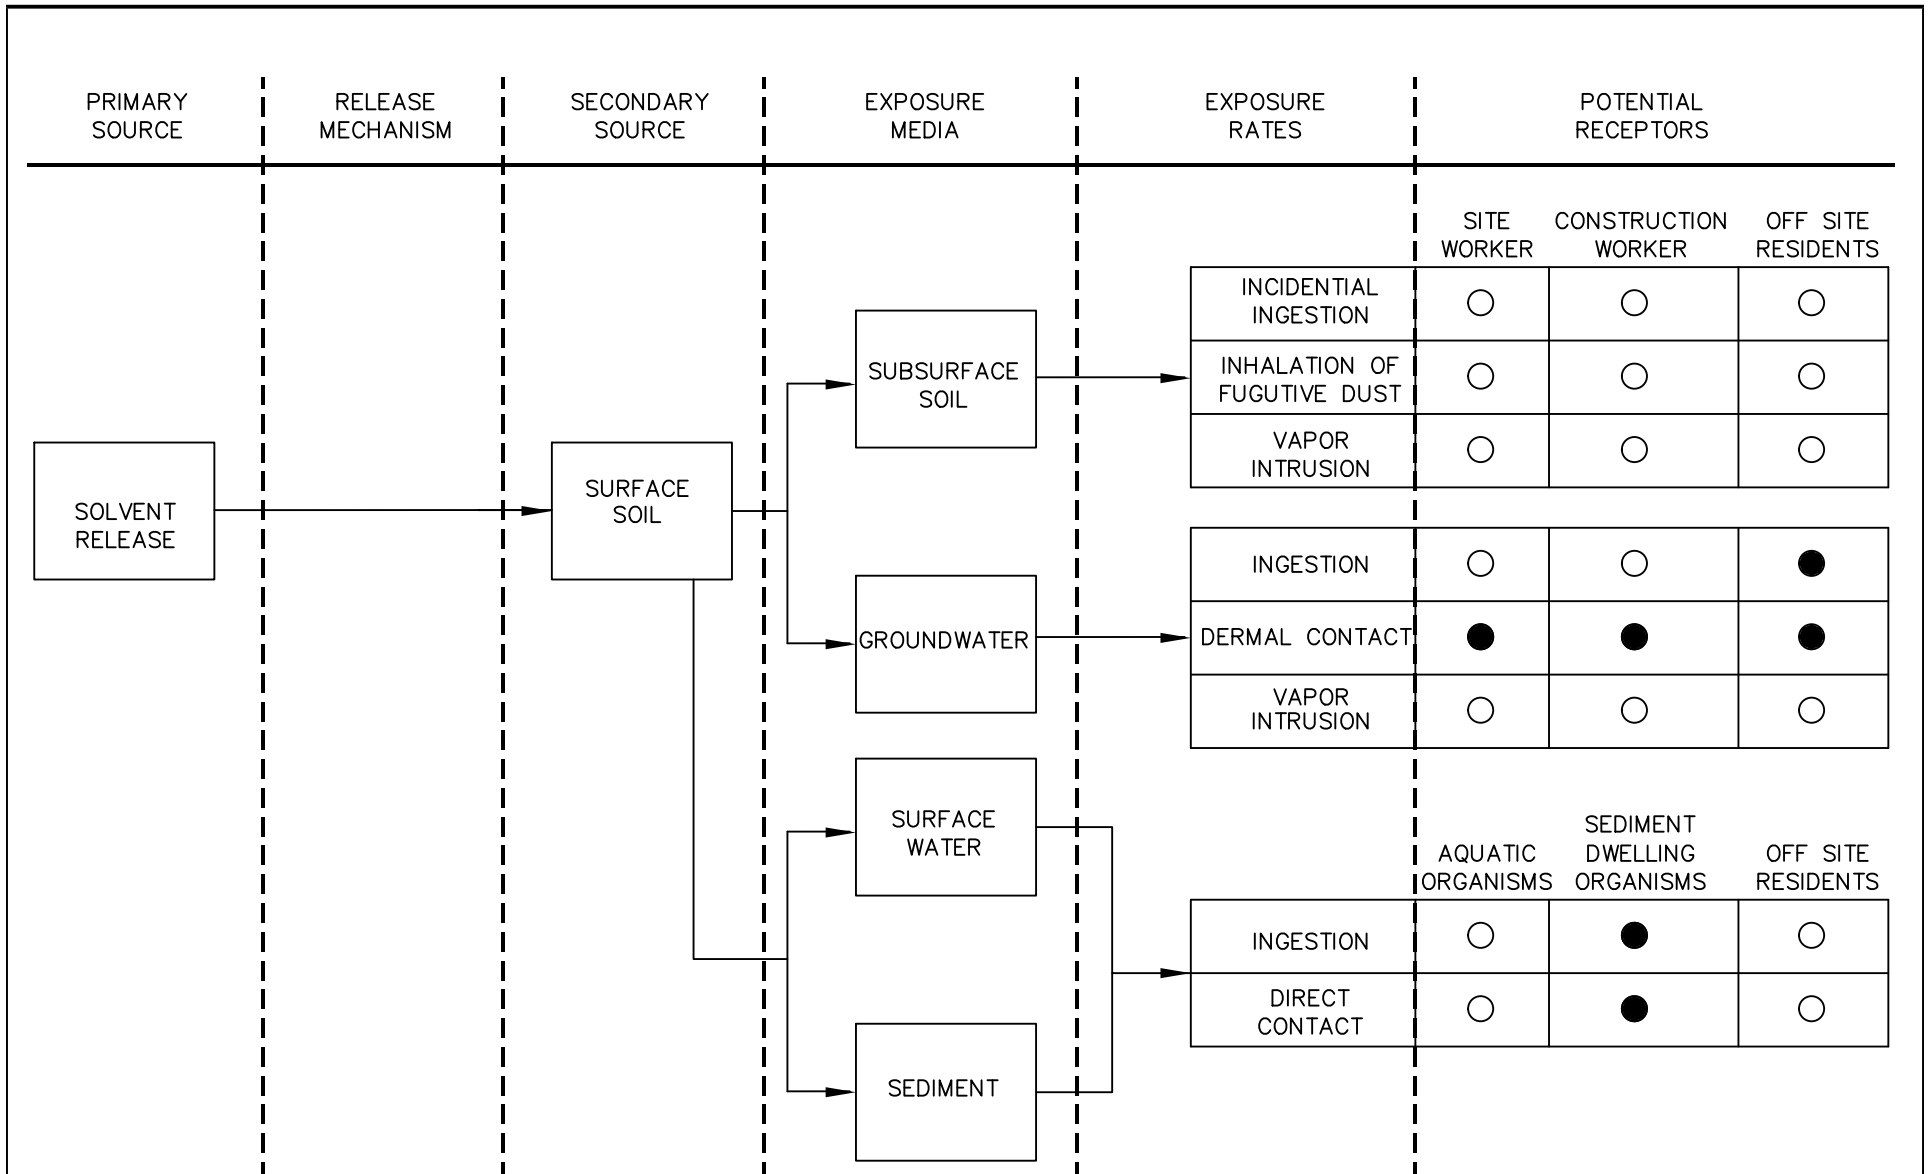 PRIMARY
SOURCE
RELEASE
MECHANISM
SECONDARY
SOURCE
EXPOSURE
MEDIA
EXPOSURE
RATES
POTENTIAL
RECEPTORS
SITE
WORKER
CONSTRUCTION
WORKER
OFF SITE
RESIDENTS
SOLVENT
RELEASE
SURFACE
SOIL
SUBSURFACE
SOIL
INCIDENTIAL
INGESTION
INHALATION OF
FUGUTIVE DUST
VAPOR
INTRUSION
GROUNDWATER
INGESTION
DERMAL CONTACT
VAPOR
INTRUSION
SURFACE
WATER
SEDIMENT
AQUATIC
ORGANISMS
SEDIMENT
DWELLING
ORGANISMS
OFF SITE
RESIDENTS
INGESTION
DIRECT
CONTACT